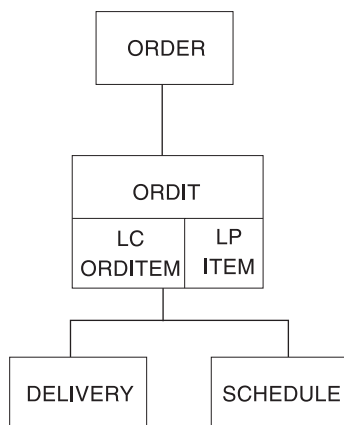 ORDER
ORDIT
LC
ORDITEM
LP
ITEM
DELIVERY
SCHEDULE